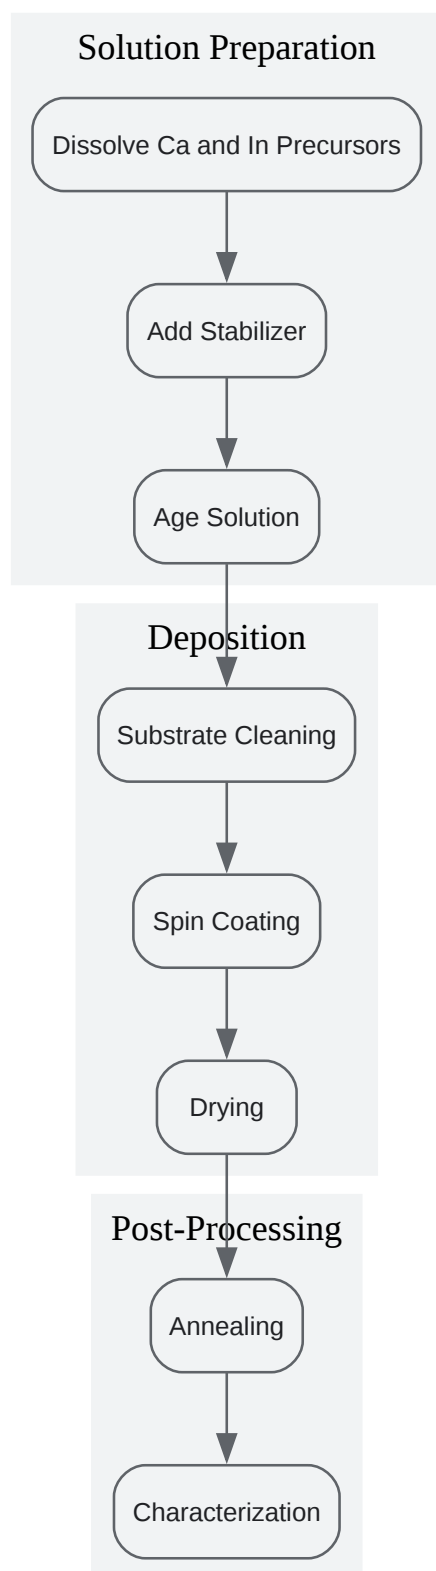 Solution Preparation
Dissolve Ca and In Precursors
Add Stabilizer
Age Solution
Deposition
Substrate Cleaning
Spin Coating
Drying
Post-Processing
Annealing
Characterization